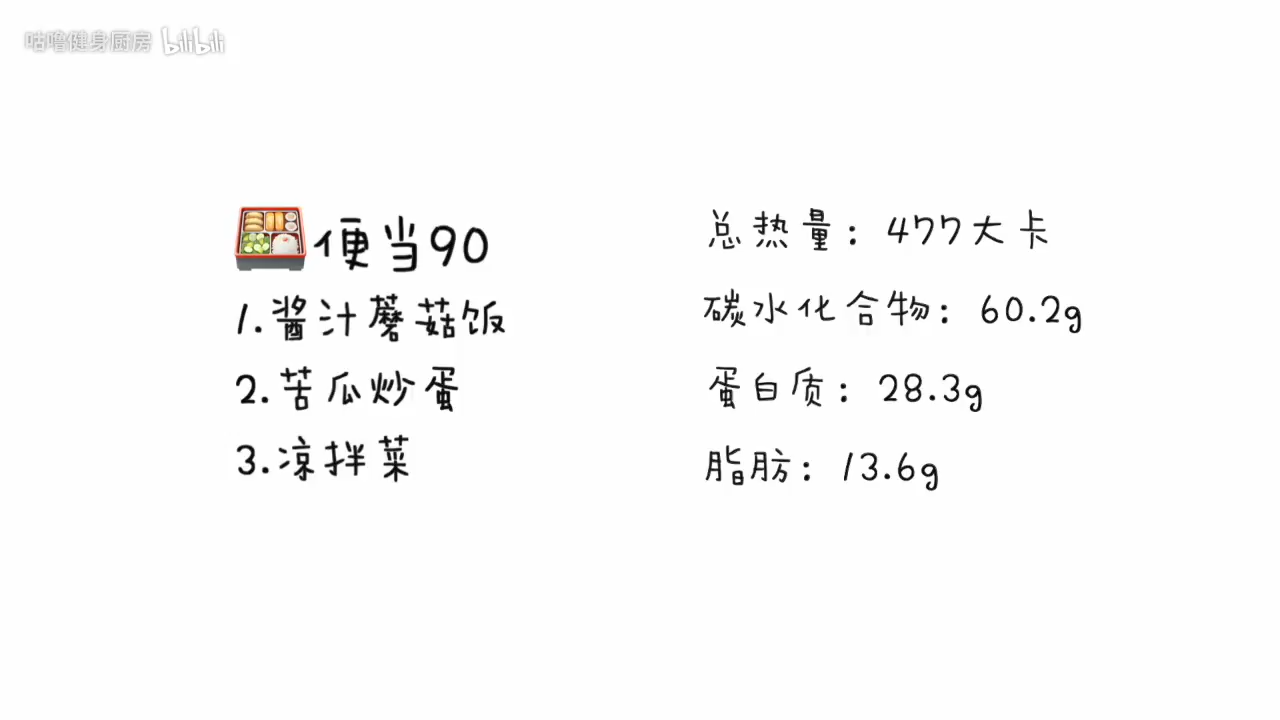 咕噜健身厨房 bilibili
便当90
1.酱汁蘑菇饭
2.苦瓜炒蛋
3.凉拌菜
总热量：477大卡
碳水化合物：60.2g
蛋白质：28.3g
脂肪：13.6g